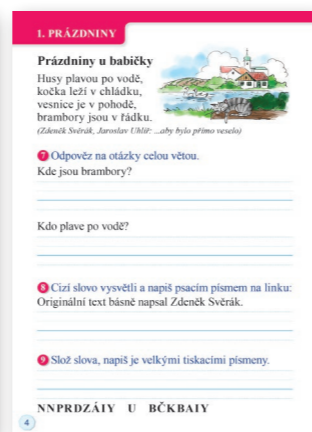 1. PRÁZDNINY
Prázdniny u babičky
Husy plavou po vodě,
kočka leží v chládku,
vesnice je v pohodě,
brambory jsou v řádku.
(Zdeněk Svěrák, Jaroslav Uhlíř: ...aby bylo přímo veselo)
7 Odpověz na otázky celou větou.
Kde jsou brambory?
Kdo plave po vodě?
8 Cizí slovo vysvětli a napiš psacím písmem na linku:
Originální text básně napsal Zdeněk Svěrák.
9 Slož slova, napiš je velkými tiskacími písmeny.
NNPRDZÁIY U BČKBAIY
4